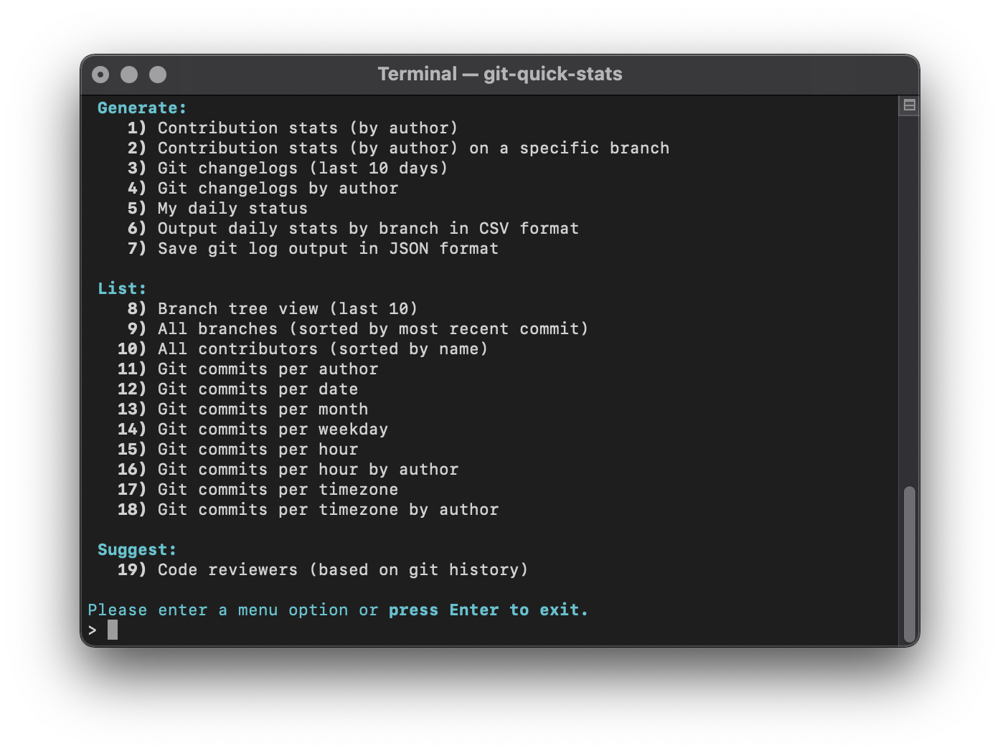 Terminal — git-quick-stats
Generate:
1) Contribution stats (by author)
2) Contribution stats (by author) on a specific branch
3) Git changelogs (last 10 days)
4) Git changelogs by author
5) My daily status
6) Output daily stats by branch in CSV format
7) Save git log output in JSON format
List:
8) Branch tree view (last 10)
9) All branches (sorted by most recent commit)
10) All contributors (sorted by name)
11) Git commits per author
12) Git commits per date
13) Git commits per month
14) Git commits per weekday
15) Git commits per hour
16) Git commits per hour by author
17) Git commits per timezone
18) Git commits per timezone by author
Suggest:
19) Code reviewers (based on git history)
Please enter a menu option or press Enter to exit.
>